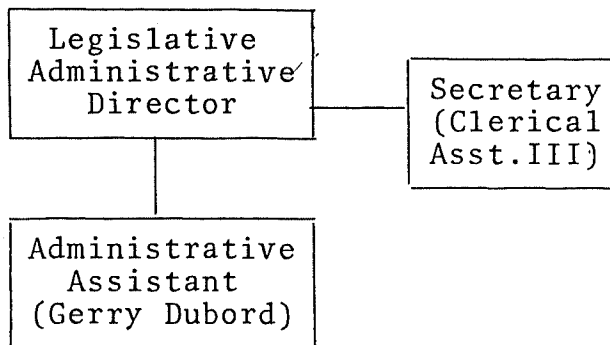 Legislative
Administrative
Director
Secretary
(Clerical
Asst.III)
Administrative
Assistant
(Gerry Dubord)